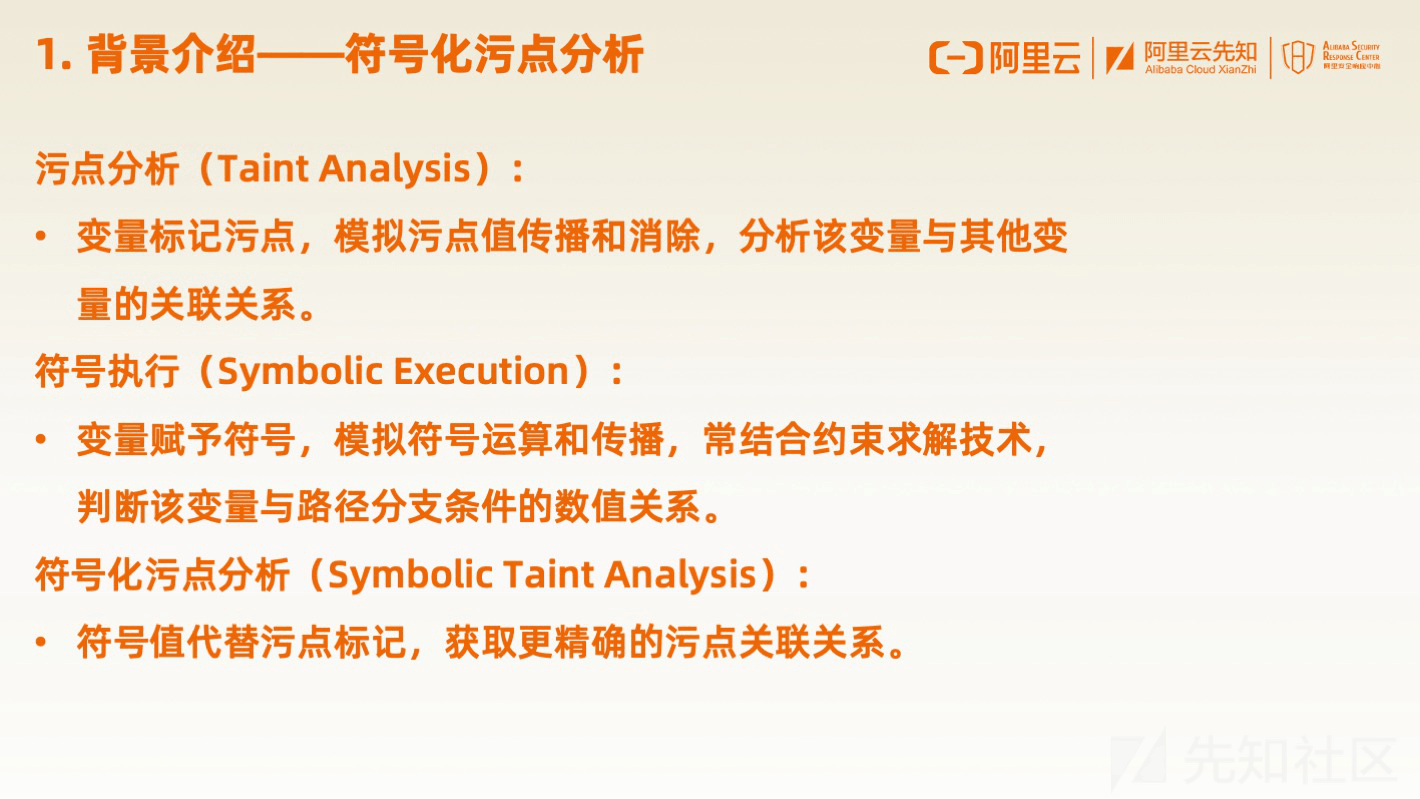 1. 背景介绍——符号化污点分析
阿里云
阿里云先知
Alibaba Cloud XianZhi
ALIBABA SECURITY
RESPONSE CENTER
阿里安全响应中心
污点分析（Taint Analysis）:
• 变量标记污点，模拟污点值传播和消除，分析该变量与其他变
量的关联关系。
符号执行（Symbolic Execution）:
• 变量赋予符号，模拟符号运算和传播，常结合约束求解技术，
判断该变量与路径分支条件的数值关系。
符号化污点分析（Symbolic Taint Analysis）:
• 符号值代替污点标记，获取更精确的污点关联关系。
先知社区